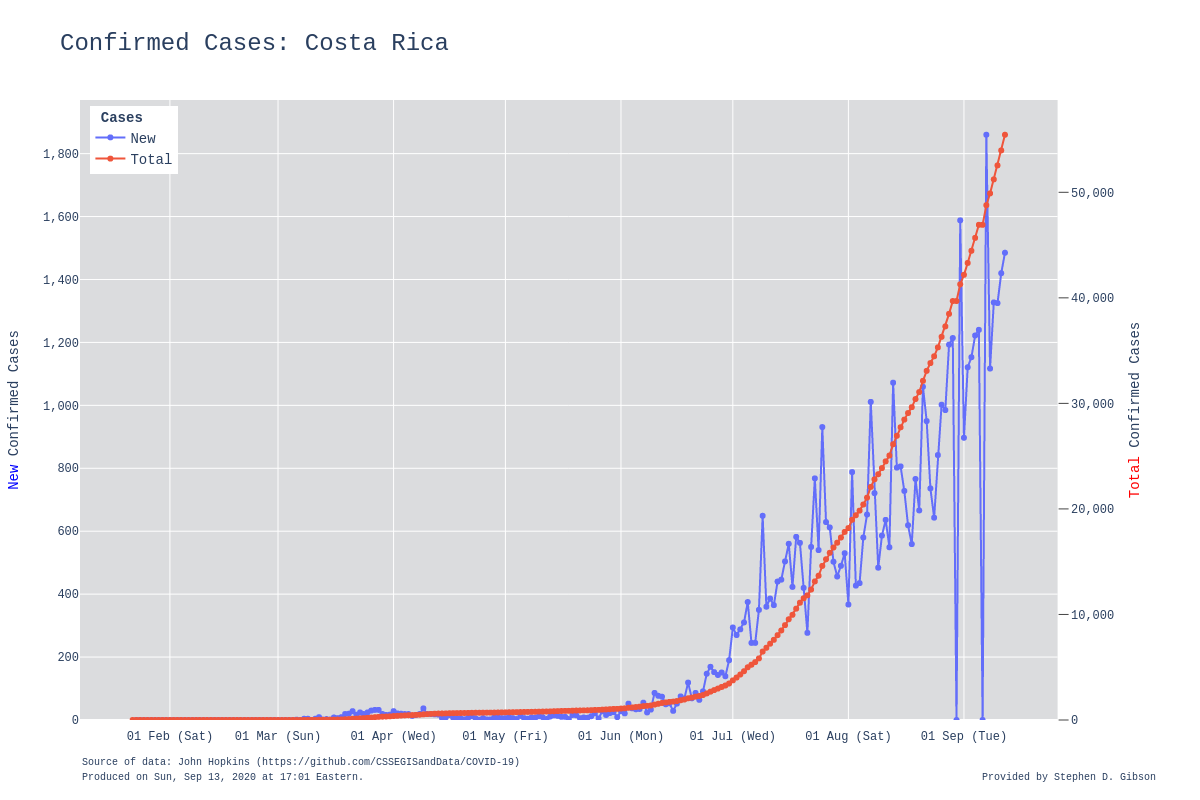 Confirmed Cases: Costa Rica
Cases
New
Total
1,800
1,600
1,400
1,200
1,000
800
600
400
200
0
New Confirmed Cases
50,000
40,000
30,000
20,000
10,000
0
Total Confirmed Cases
01 Feb (Sat)
01 Mar (Sun)
01 Apr (Wed)
01 May (Fri)
01 Jun (Mon)
01 Jul (Wed)
01 Aug (Sat)
01 Sep (Tue)
Source of data: John Hopkins (https://github.com/CSSEGISandData/COVID-19)
Produced on Sun, Sep 13, 2020 at 17:01 Eastern.
Provided by Stephen D. Gibson